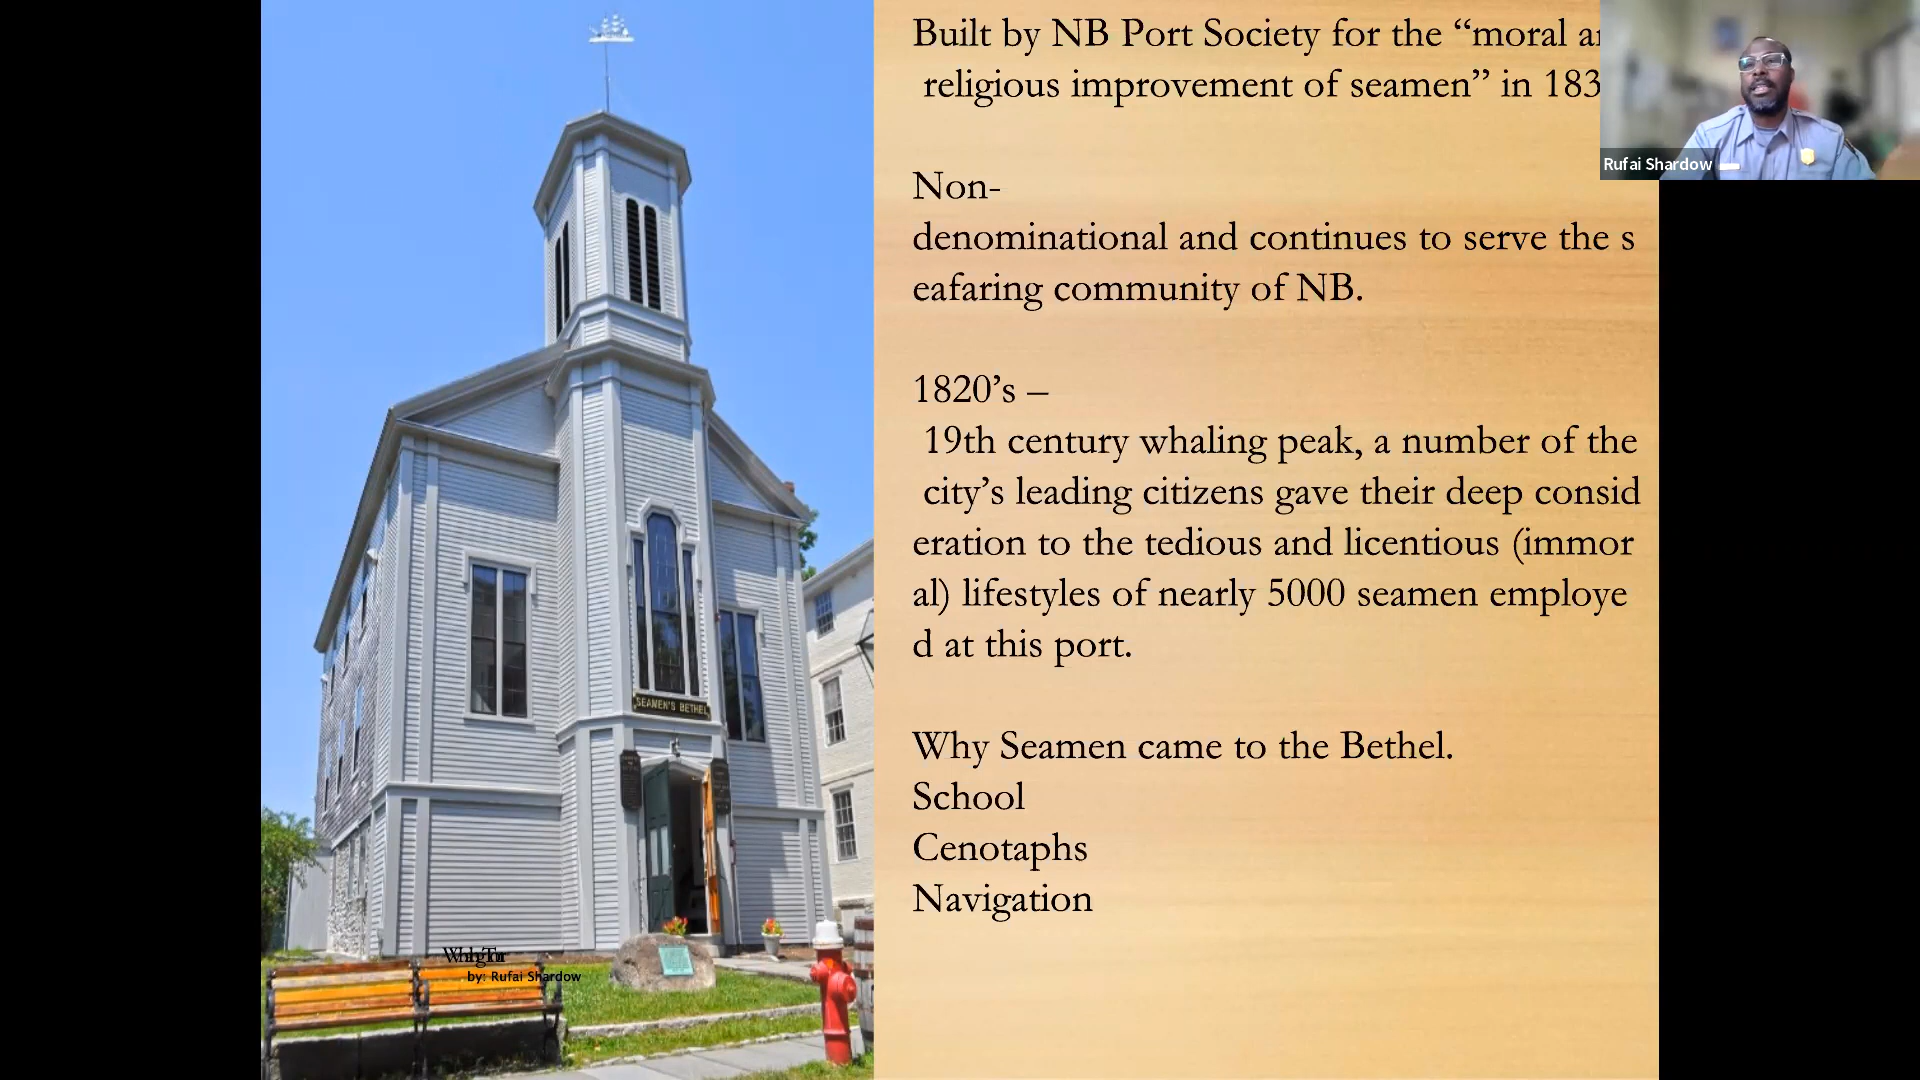 Built by NB Port Society for the “moral
religious improvement of seamen” in 183
Non-
denominational and continues to serve the s
eafaring community of NB.
1820’s –
19th century whaling peak, a number of the
city’s leading citizens gave their deep consid
eration to the tedious and licentious (immor
al) lifestyles of nearly 5000 seamen employe
d at this port.
Why Seamen came to the Bethel.
School
Cenotaphs
Navigation
Rufai Shardow
SEAMEN'S BETHEL
by: Rufai Shardow